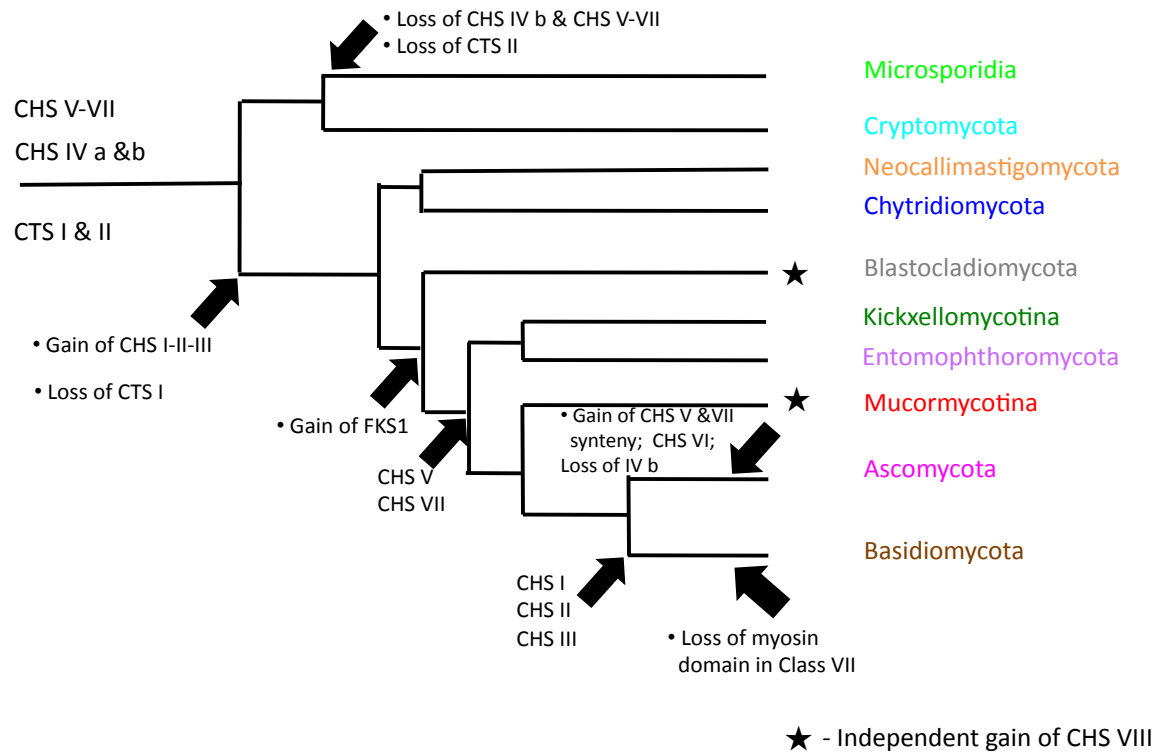 • Loss of CHS IV b & CHS V-VII
• Loss of CTS II
Microsporidia
CHS V-VII
Cryptomycota
CHS IV a &b
Neocallimastigomycota
Chytridiomycota
CTS I & II
Blastocladiomycota
Kickxellomycotina
• Gain of CHS I-II-III
Entomophthoromycota
• Loss of CTS I
Mucormycotina
• Gain of FKS1
• Gain of CHS V &VII
synteny; CHS VI;
Loss of IV b
CHS V
CHS VII
Ascomycota
Basidiomycota
CHS I
CHS II
CHS III
• Loss of myosin
domain in Class VII
★ - Independent gain of CHS VIII